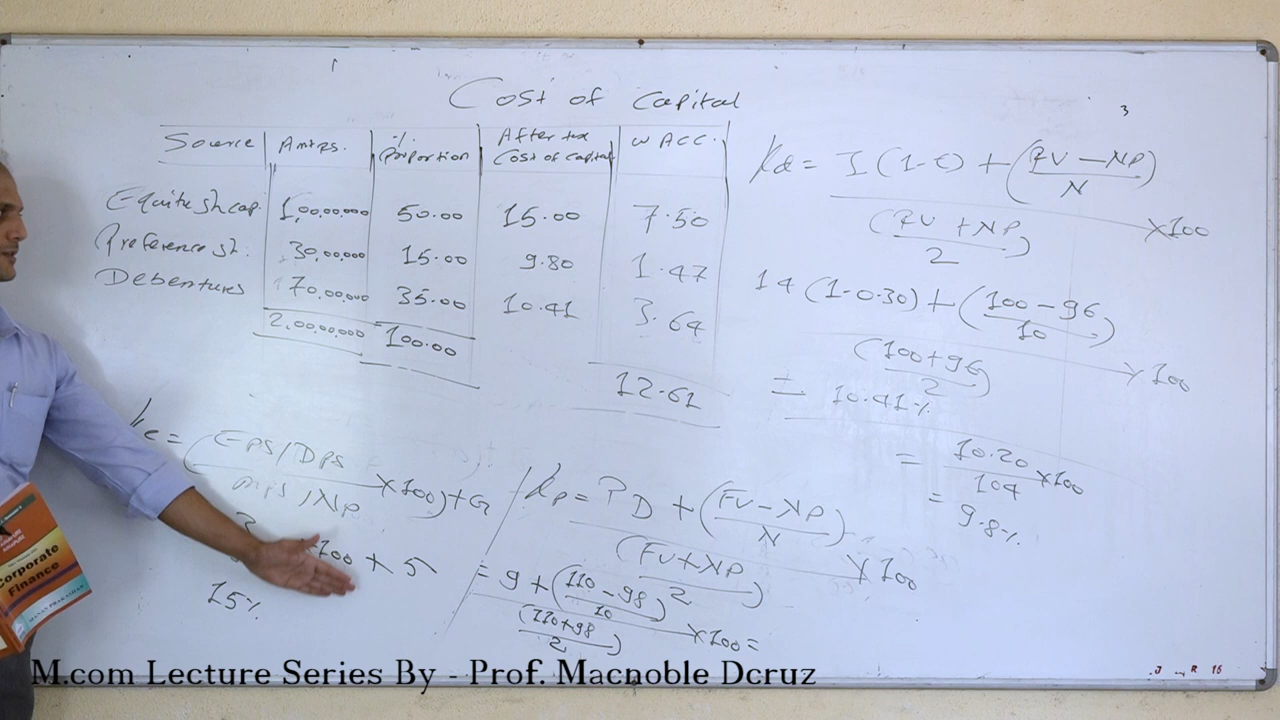 Cost of Capital
Source Amt Rs. % Proportion After tax Cost of Capital WACC.
Equity Sh cap. 1,00,00,000 50.00 15.00 7.50
Preference sh. 30,00,000 15.00 9.80 1.47
Debentures 70,00,000 35.00 10.41 3.64
2,00,00,000 100.00
12.61
Kd = I (1-t) + (FV - NP)
N
(FV + NP) × 100
2
14 (1-0.30) + (100 - 96)
10
(100 + 96) × 100
2
= 10.41%
Ke = (EPS/DPS
MPS/NP × 100) + G
100 + 5
15%
Kp = PD + (FV - NP)
N
(FV + NP) × 100
2
= 9 + (110 - 98)
10
(110 + 98) × 100 =
2
= 10.20 × 100
104
= 9.8%
Corporate
Finance
M.com Lecture Series By - Prof. Macnoble Dcruz